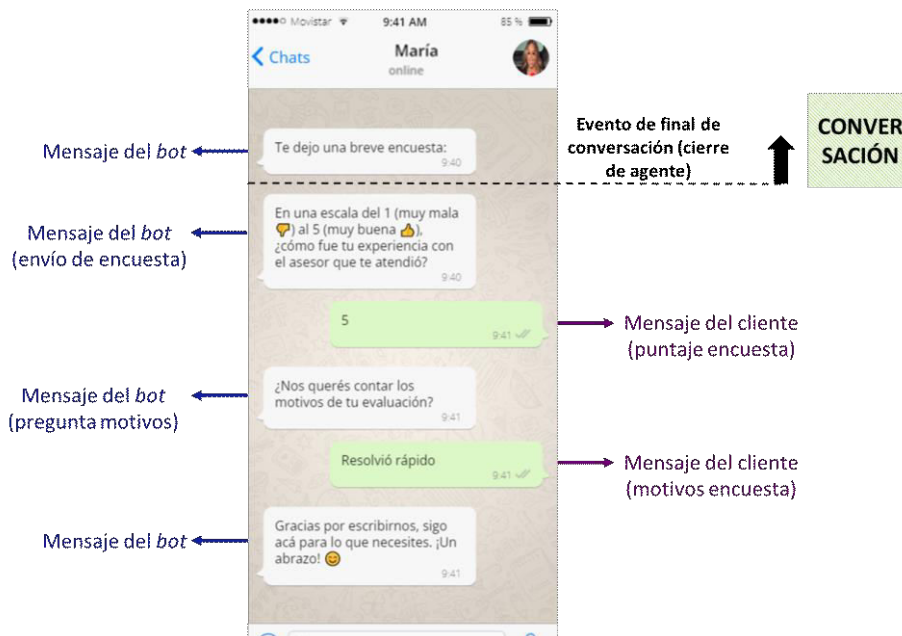 Movistar 9:41 AM 85 %
Chats
María
online
Te dejo una breve encuesta:
9:40
Mensaje del bot
Evento de final de
conversación (cierre
de agente)
CONVER
SACIÓN
En una escala del 1 (muy mala
👎) al 5 (muy buena 👍),
¿cómo fue tu experiencia con
el asesor que te atendió?
9:40
Mensaje del bot
(envío de encuesta)
5
9:41
Mensaje del cliente
(puntaje encuesta)
¿Nos querés contar los
motivos de tu evaluación?
9:41
Mensaje del bot
(pregunta motivos)
Resolvió rápido
9:41
Mensaje del cliente
(motivos encuesta)
Gracias por escribirnos, sigo
acá para lo que necesites. ¡Un
abrazo! 😊
9:41
Mensaje del bot